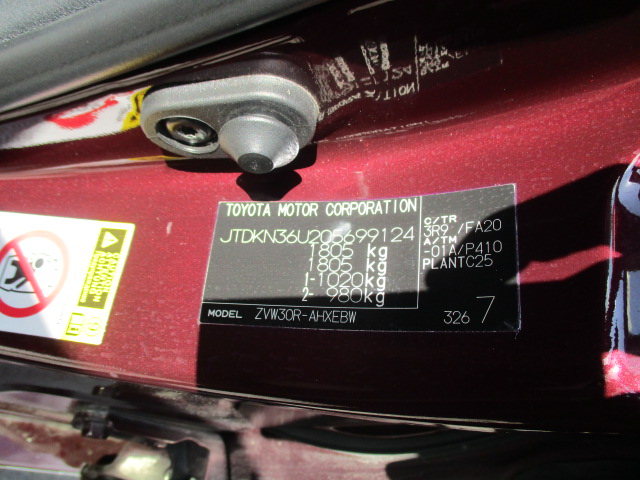 TOYOTA MOTOR CORPORATION
JTDKN36U205699124
1805 kg
1805 kg
1- 1020kg
2- 980kg
MODEL ZVW30R-AHXEBW
C/TR
3R9 /FA20
A/TM
-01A/P410
PLANTC25
326 7